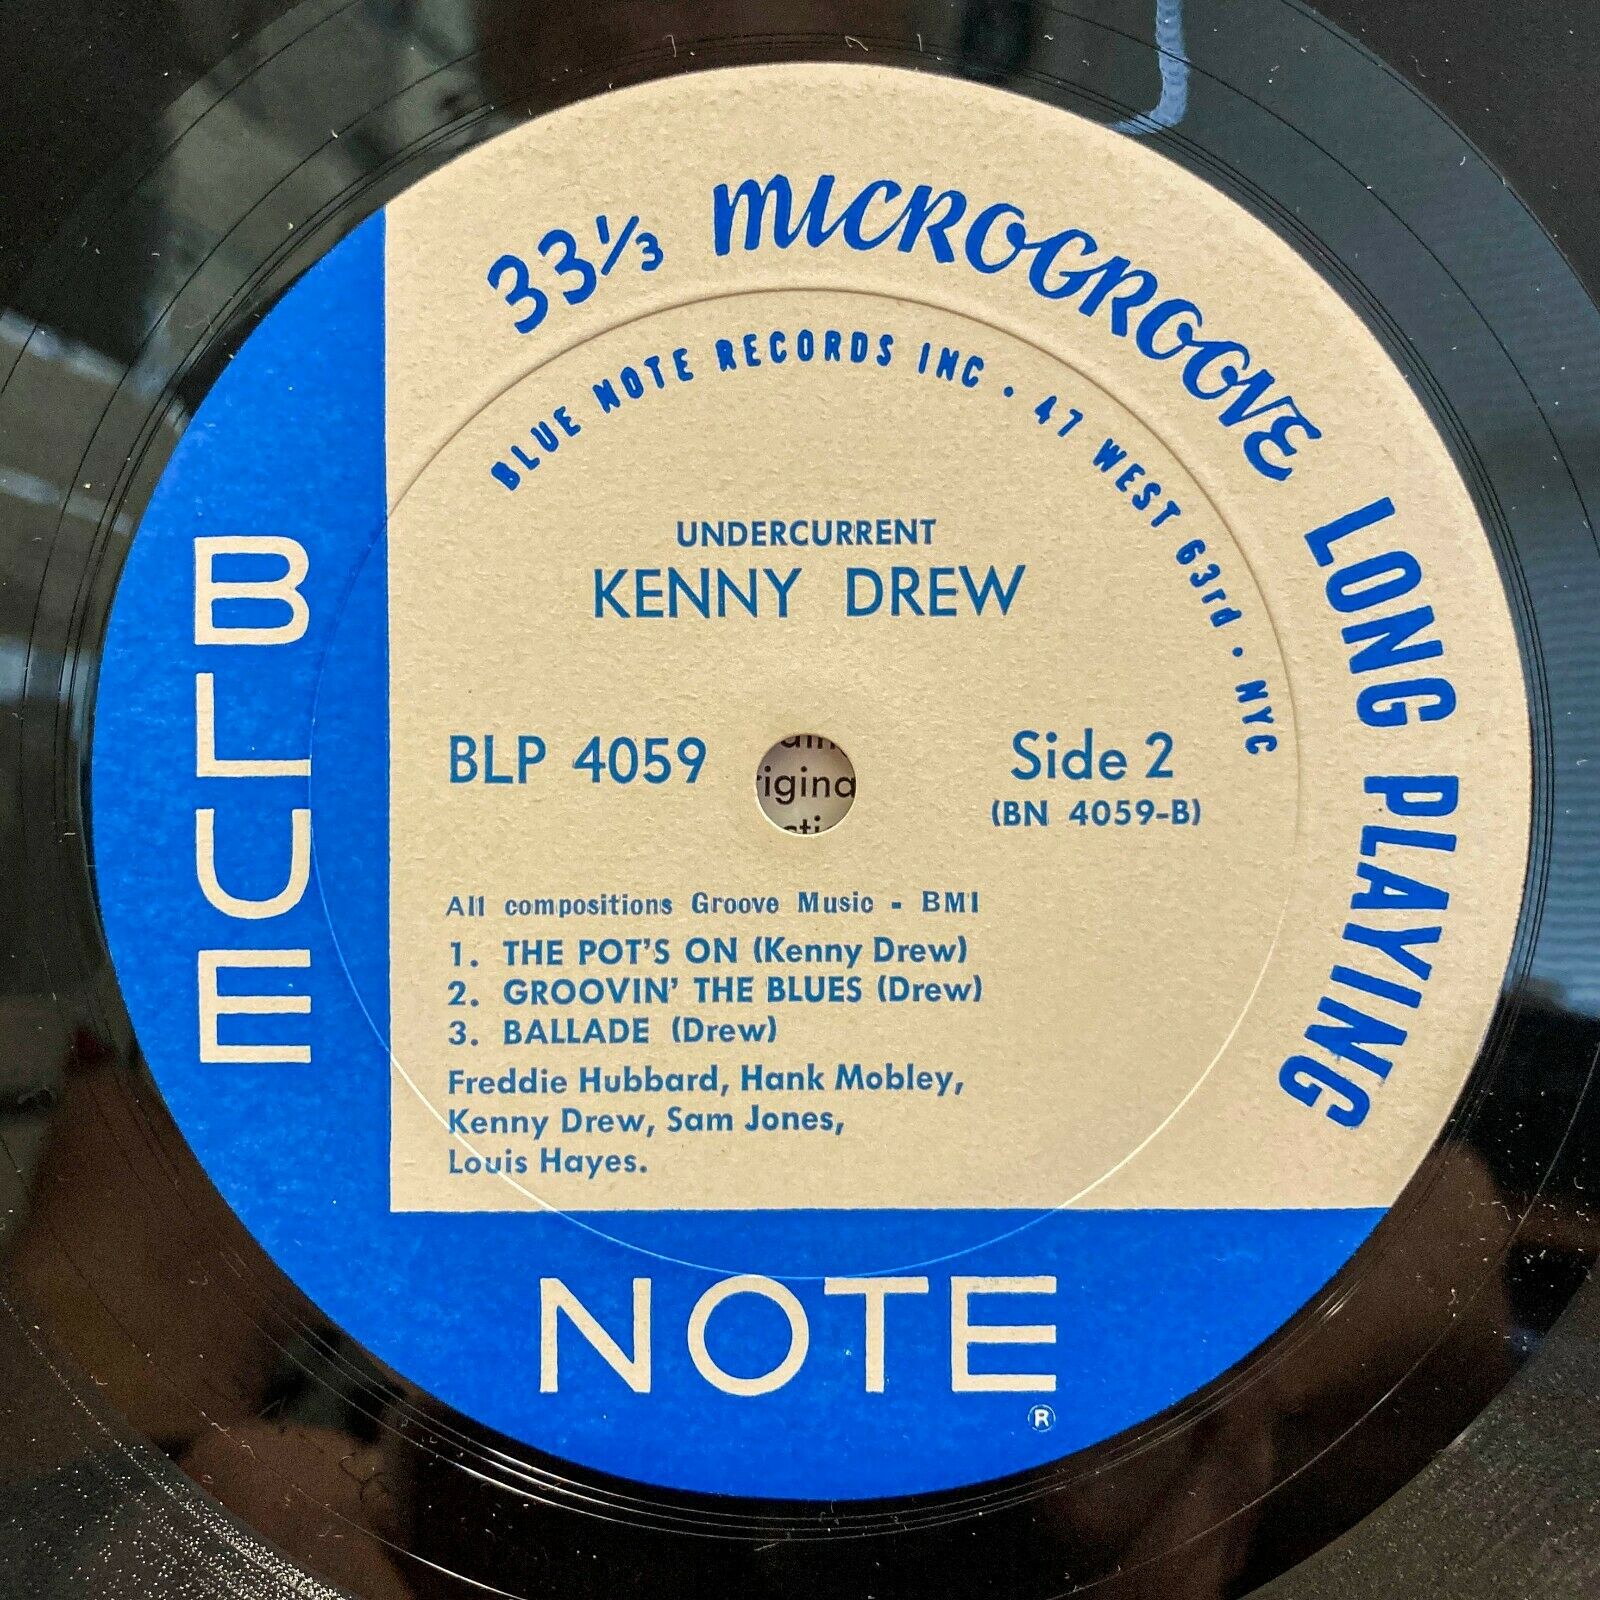 33⅓ MICROGROOVE LONG PLAYING
BLUE NOTE RECORDS INC • 47 WEST 63rd • NYC
UNDERCURRENT
KENNY DREW
BLP 4059
Side 2
(BN 4059-B)
igina
All compositions Groove Music - BMI
1. THE POT'S ON (Kenny Drew)
2. GROOVIN' THE BLUES (Drew)
3. BALLADE (Drew)
Freddie Hubbard, Hank Mobley,
Kenny Drew, Sam Jones,
Louis Hayes.
BLUE
NOTE
®